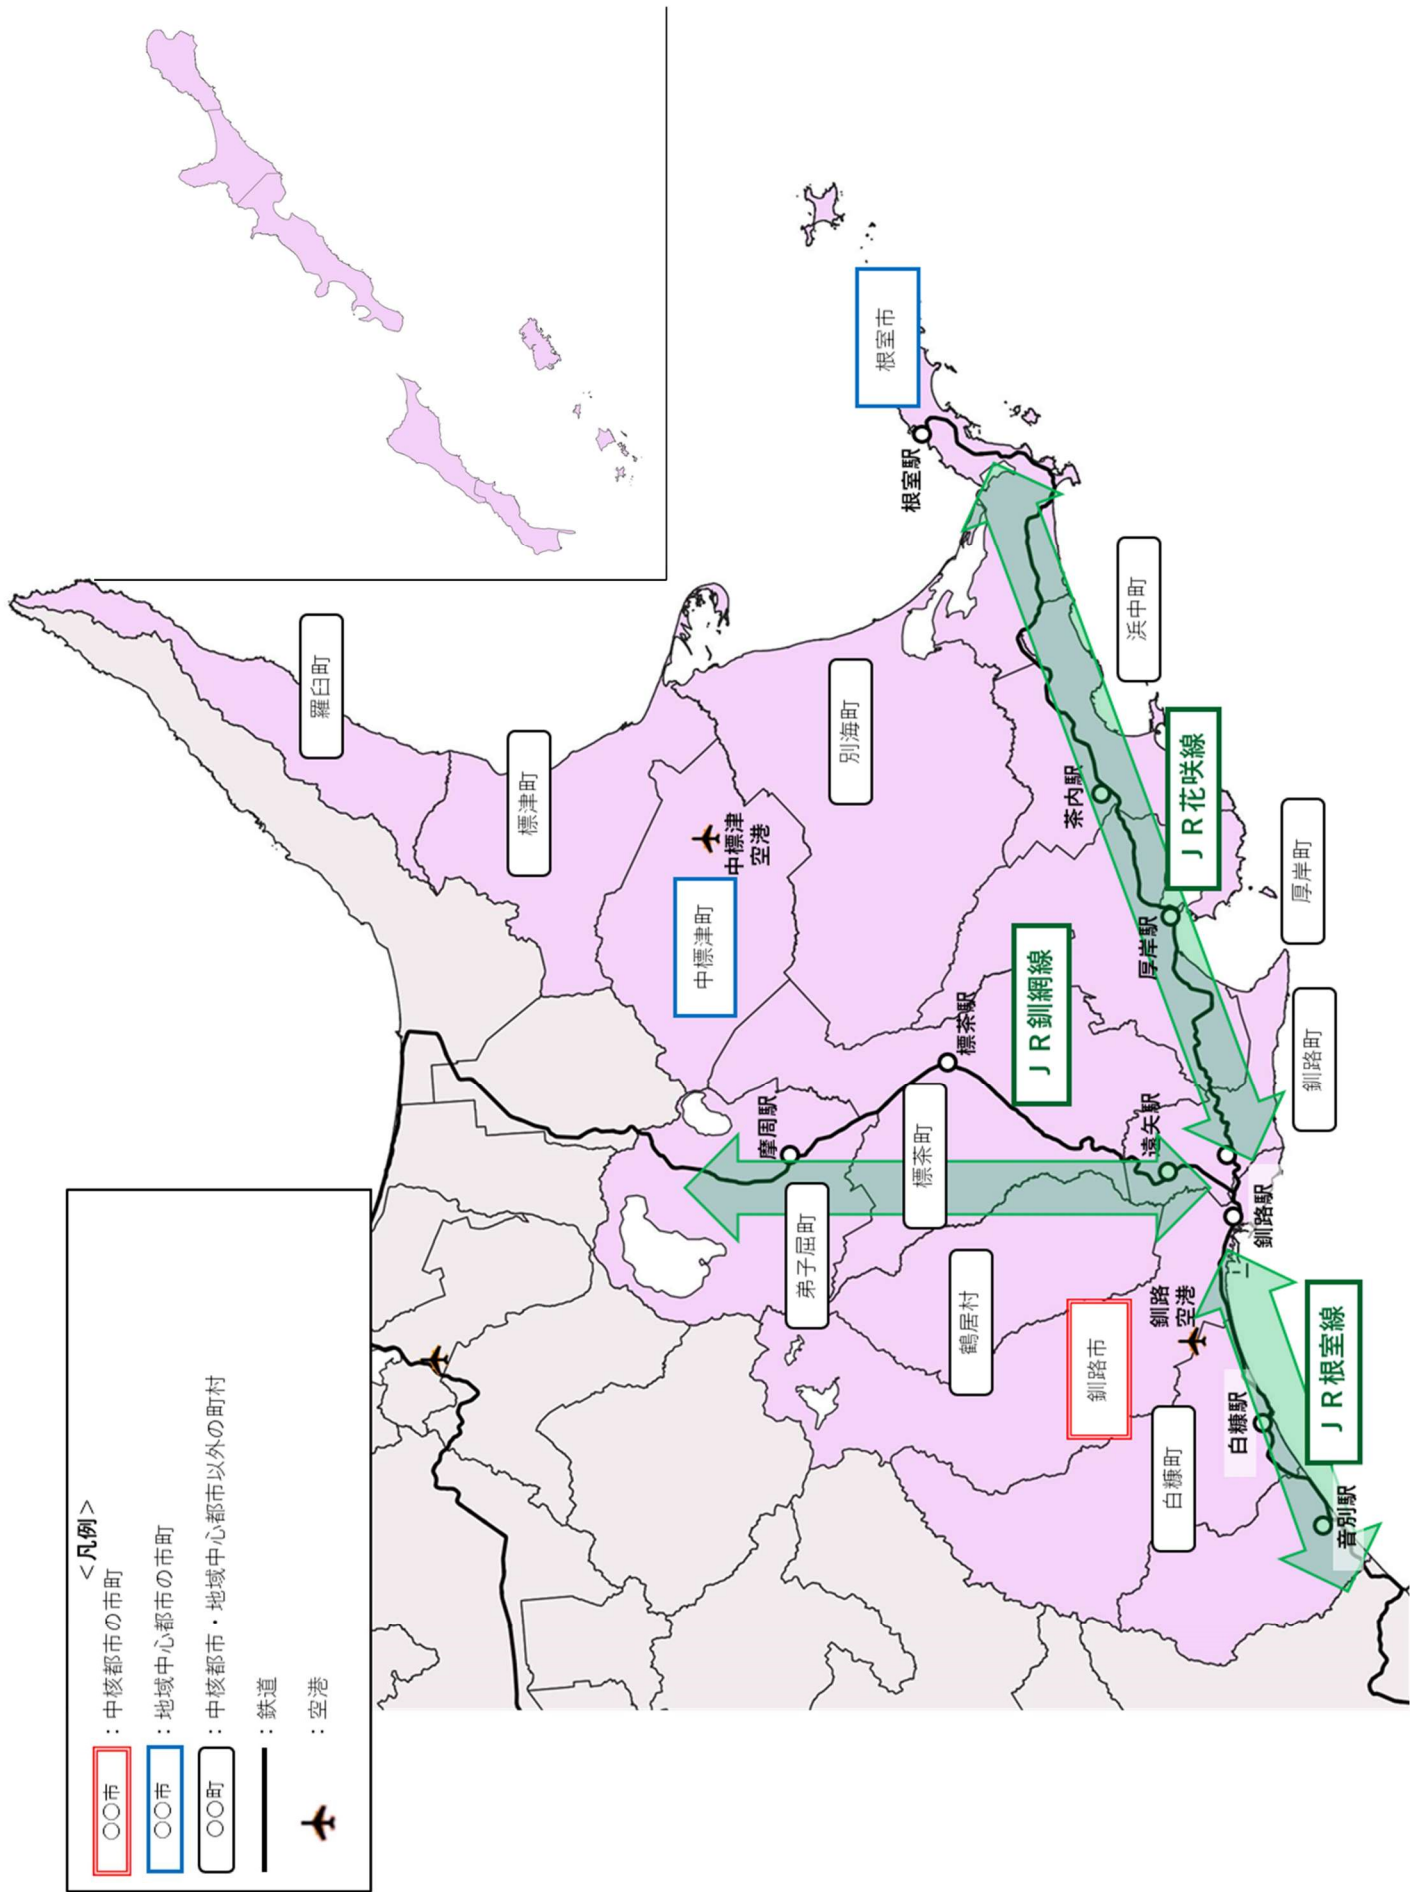 ＜凡例＞
○○市
：中核都市の市町
○○市
：地域中心都市の市町
○○町
：中核都市・地域中心都市以外の町村
：鉄道
：空港
羅臼町
標津町
中標津町
中標津
空港
別海町
根室市
根室駅
浜中町
茶内駅
ＪＲ花咲線
厚岸町
厚岸駅
釧路町
ＪＲ釧網線
標茶駅
標茶町
摩周駅
弟子屈町
遠矢駅
釧路駅
鶴居村
釧路市
釧路
空港
白糠町
白糠駅
ＪＲ根室線
音別駅